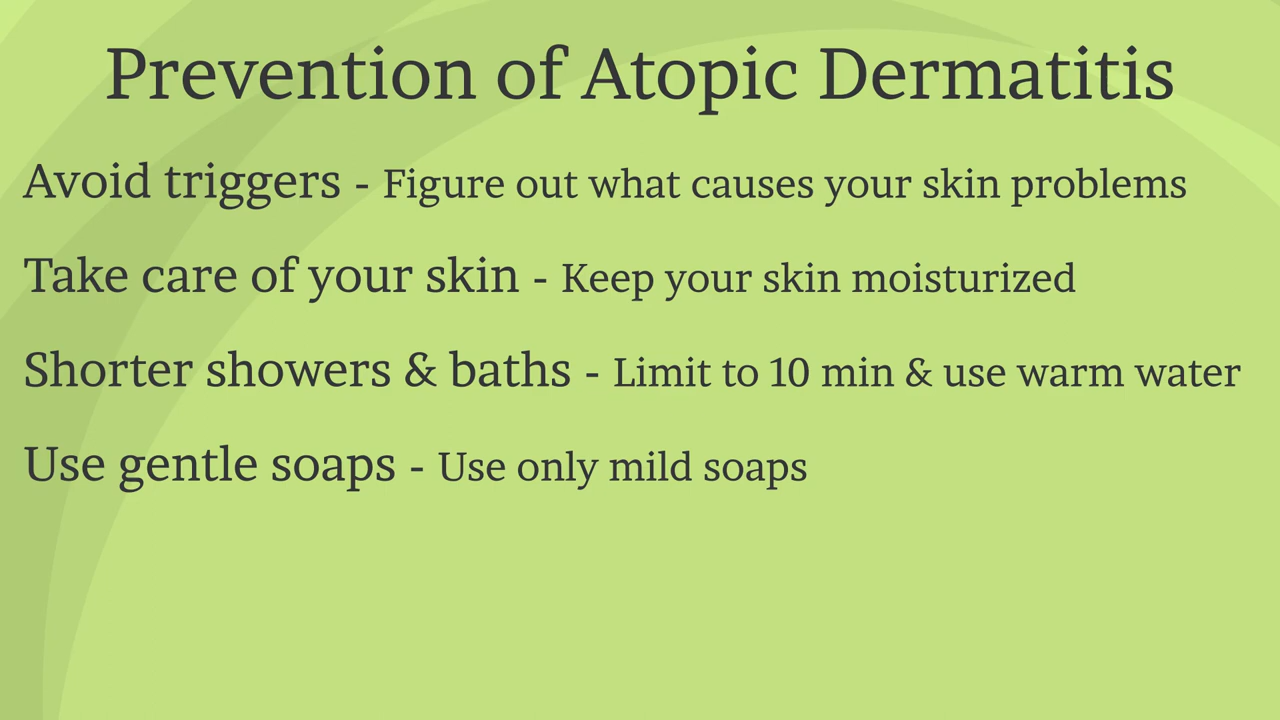 Prevention of Atopic Dermatitis
Avoid triggers - Figure out what causes your skin problems
Take care of your skin - Keep your skin moisturized
Shorter showers & baths - Limit to 10 min & use warm water
Use gentle soaps - Use only mild soaps